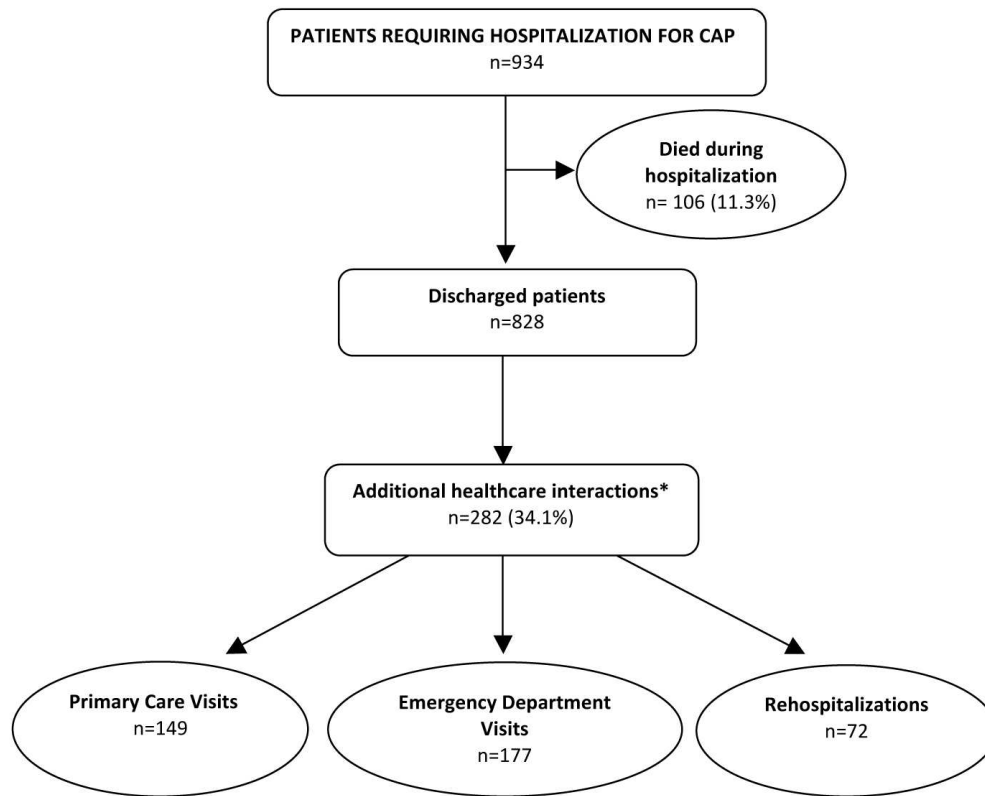 PATIENTS REQUIRING HOSPITALIZATION FOR CAP
n=934
Died during
hospitalization
n= 106 (11.3%)
Discharged patients
n=828
Additional healthcare interactions*
n=282 (34.1%)
Primary Care Visits
n=149
Emergency Department
Visits
n=177
Rehospitalizations
n=72